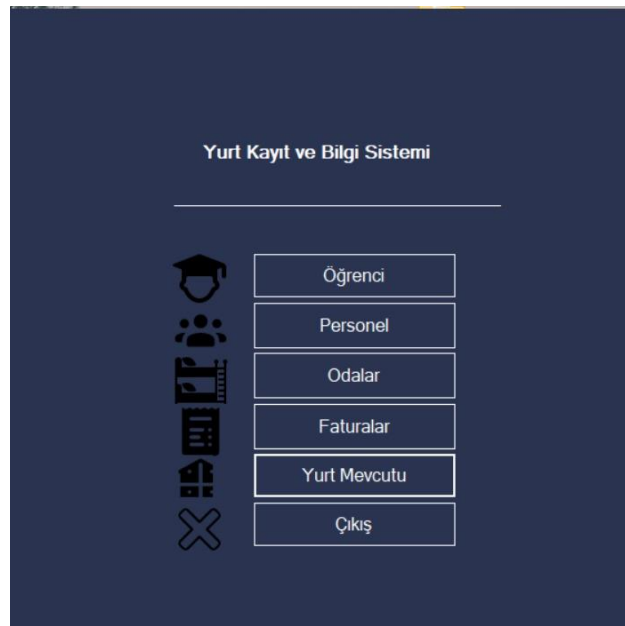 Yurt Kayıt ve Bilgi Sistemi
Öğrenci
Personel
Odalar
Faturalar
Yurt Mevcutu
Çıkış